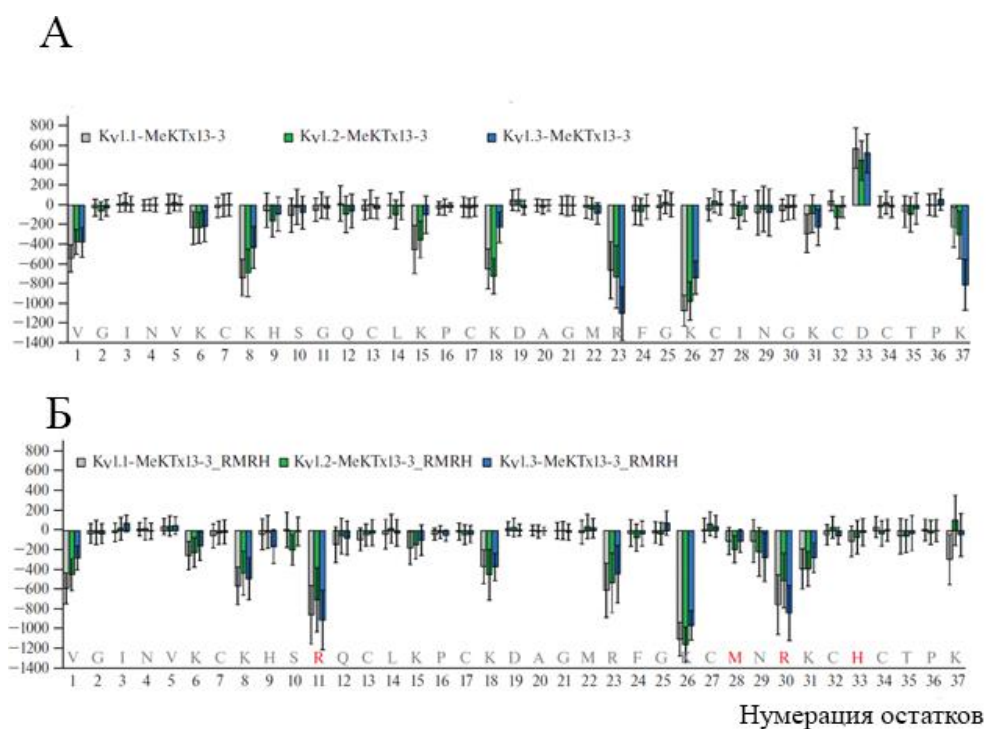 А
Kv1.1-MeKTx13-3 Kv1.2-MeKTx13-3 Kv1.3-MeKTx13-3
800
600
400
200
0
−200
−400
−600
−800
−1000
−1200
−1400
V G I N V K C K H S G Q C L K P C K D A G M R F G K C I N G K C D C T P K
1 2 3 4 5 6 7 8 9 10 11 12 13 14 15 16 17 18 19 20 21 22 23 24 25 26 27 28 29 30 31 32 33 34 35 36 37
Б
Kv1.1-MeKTx13-3_RMRH Kv1.2-MeKTx13-3_RMRH Kv1.3-MeKTx13-3_RMRH
800
600
400
200
0
−200
−400
−600
−800
−1000
−1200
−1400
V G I N V K C K H S R Q C L K P C K D A G M R F G K C M N R K C H C T P K
1 2 3 4 5 6 7 8 9 10 11 12 13 14 15 16 17 18 19 20 21 22 23 24 25 26 27 28 29 30 31 32 33 34 35 36 37
Нумерация остатков